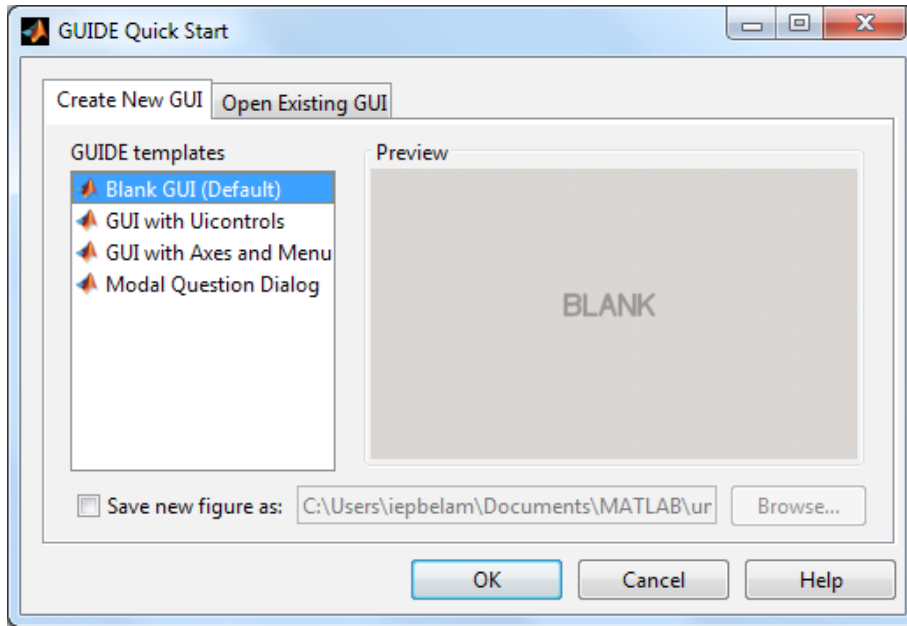 GUIDE Quick Start
Create New GUI
Open Existing GUI
GUIDE templates
Blank GUI (Default)
GUI with Uicontrols
GUI with Axes and Menu
Modal Question Dialog
Preview
BLANK
Save new figure as:
C:\Users\iepbelam\Documents\MATLAB\ur
Browse...
OK
Cancel
Help